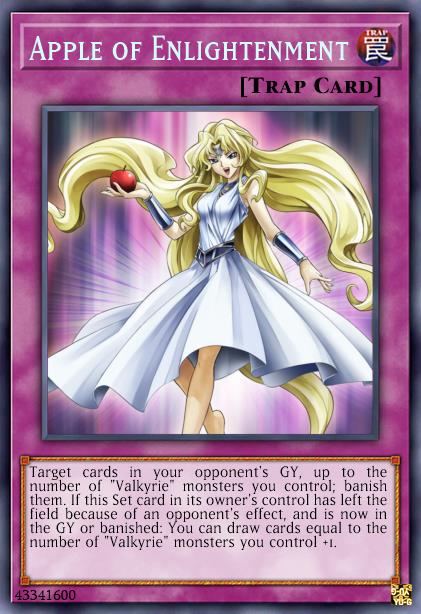 Apple of Enlightenment
TRAP
罠
[Trap Card]
Target cards in your opponent's GY, up to the
number of "Valkyrie" monsters you control; banish
them. If this Set card in its owner's control has left the
field because of an opponent's effect, and is now in
the GY or banished: You can draw cards equal to the
number of "Valkyrie" monsters you control +1.
43341600